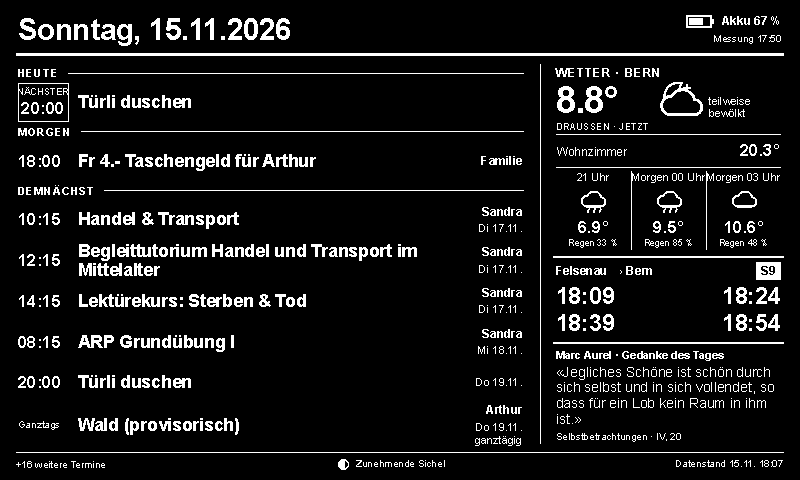 Sonntag, 15.11.2026
Akku 67 %
Messung 17:50
HEUTE
NÄCHSTER
20:00 Türli duschen
MORGEN
18:00 Fr 4.- Taschengeld für Arthur Familie
DEMNÄCHST
10:15 Handel & Transport Sandra
Di 17.11.
12:15 Begleittutorium Handel und Transport im Mittelalter Sandra
Di 17.11.
14:15 Lektürekurs: Sterben & Tod Sandra
Di 17.11.
08:15 ARP Grundübung I Sandra
Mi 18.11.
20:00 Türli duschen Do 19.11.
Ganztags Wald (provisorisch) Arthur
Do 19.11.
ganztägig
WETTER · BERN
8.8° teilweise
bewölkt
DRAUSSEN · JETZT
Wohnzimmer 20.3°
21 Uhr Morgen 00 Uhr Morgen 03 Uhr
6.9° 9.5° 10.6°
Regen 33 % Regen 85 % Regen 48 %
Felsenau › Bern S9
18:09 18:24
18:39 18:54
Marc Aurel · Gedanke des Tages
«Jegliches Schöne ist schön durch
sich selbst und in sich vollendet, so
dass für ein Lob kein Raum in ihm
ist.»
Selbstbetrachtungen · IV, 20
+16 weitere Termine
Zunehmende Sichel
Datenstand 15.11. 18:07